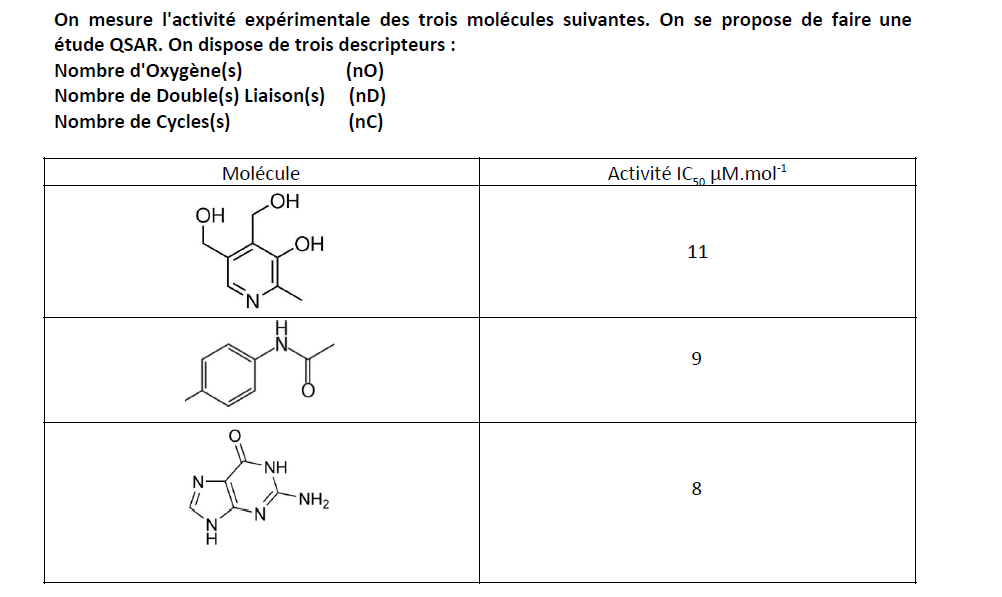 On mesure l'activité expérimentale des trois molécules suivantes. On se propose de faire une
étude QSAR. On dispose de trois descripteurs :
Nombre d'Oxygène(s) (nO)
Nombre de Double(s) Liaison(s) (nD)
Nombre de Cycles(s) (nC)
Molécule Activité IC50 µM.mol-1
OH
OH
OH
N
11
H
N
O
9
O
NH
N
NH2
N
N
H
8